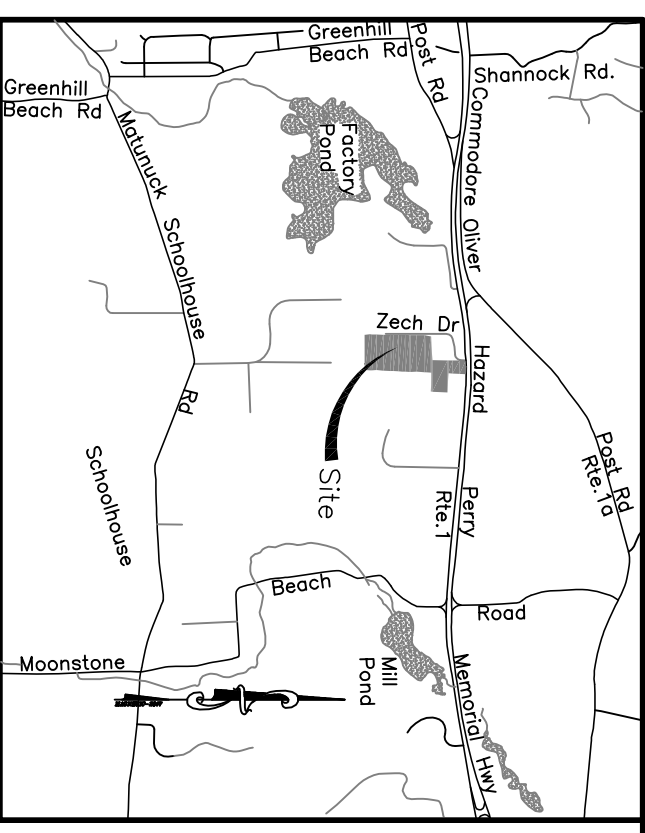 Greenhill
Beach Rd
Post Rd
Shannock Rd.
Greenhill
Beach Rd
Matunuck
Schoolhouse
Rd
Factory
Pond
Commodore Oliver
Hazard
Perry
Rte.1
Memorial
Hwy
Zech Dr
Site
Post Rd
Rte.1a
Schoolhouse
Beach
Road
Moonstone
Mill
Pond